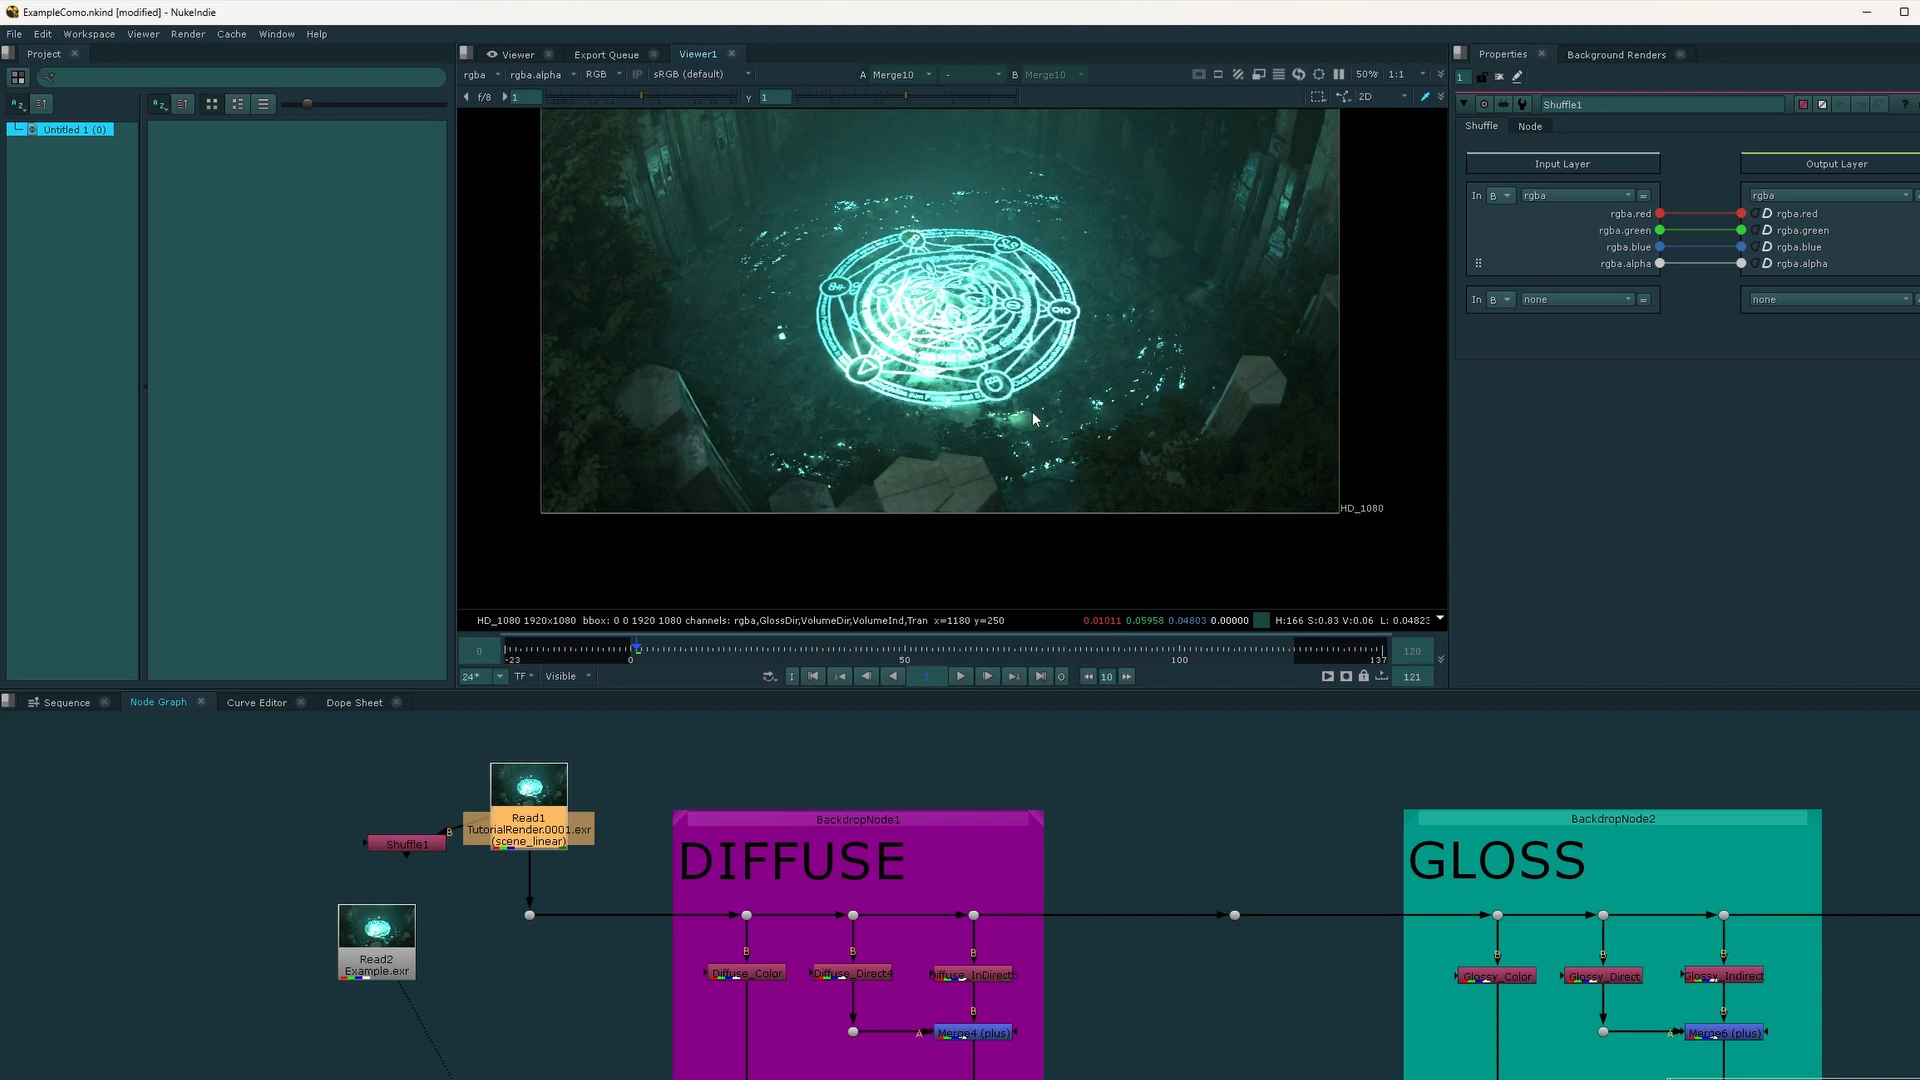 ExampleComo.nkind [modified] - NukeIndie
File Edit Workspace Viewer Render Cache Window Help
Project
Viewer Export Queue Viewer1
Properties Background Renders
rgba rgba.alpha RGB IP sRGB (default) A Merge10 - B Merge10 50% 1:1
1
f/8 1 y 1 2D
Shuffle1 ?
Untitled 1 (0)
Shuffle Node
Input Layer Output Layer
In B rgba = rgba
rgba.red D rgba.red
rgba.green D rgba.green
rgba.blue D rgba.blue
rgba.alpha D rgba.alpha
In B none = none
HD_1080
HD_1080 1920x1080 bbox: 0 0 1920 1080 channels: rgba,GlossDir,VolumeDir,VolumeInd,Tran x=1180 y=250 0.01011 0.05958 0.04803 0.00000 H:166 S:0.83 V:0.06 L: 0.04823
0 -23 0 50 100 137 120
24* TF Visible I 1 O 10 121
Sequence Node Graph Curve Editor Dope Sheet
Read1
TutorialRender.0001.exr
(scene_linear)
Shuffle1
B
Read2
Example.exr
BackdropNode1
DIFFUSE
B B B
Diffuse_Color Diffuse_Direct4 Diffuse_InDirect5
B
A Merge4 (plus)
BackdropNode2
GLOSS
B B B
Glossy_Color Glossy_Direct Glossy_Indirect
B
A Merge6 (plus)